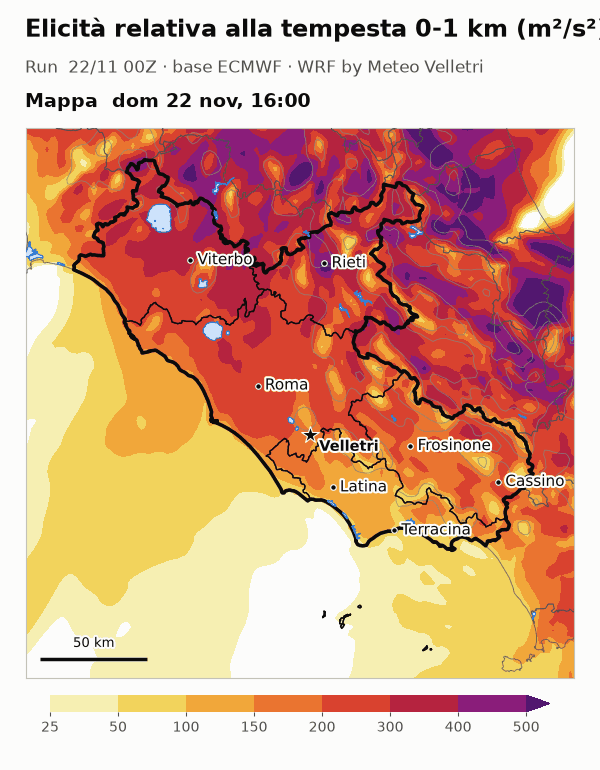 Elicità relativa alla tempesta 0-1 km (m²/s²)
Run 22/11 00Z · base ECMWF · WRF by Meteo Velletri
Mappa dom 22 nov, 16:00
Viterbo
Rieti
Roma
Velletri
Frosinone
Cassino
Latina
Terracina
50 km
25 50 100 150 200 300 400 500